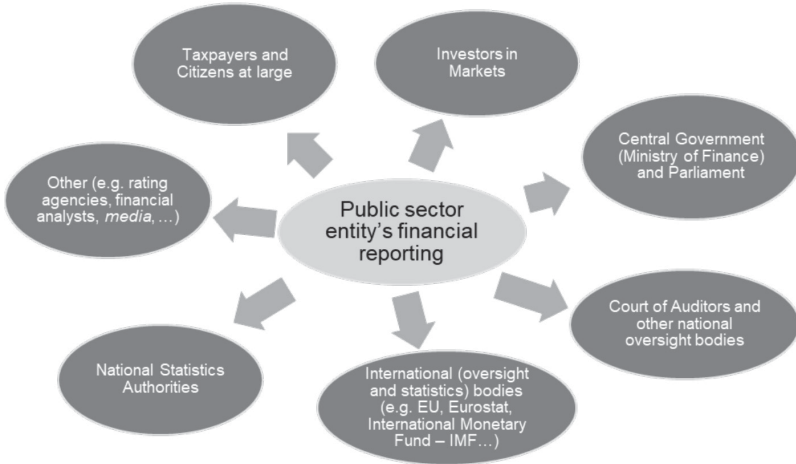 Taxpayers and
Citizens at large
Investors in
Markets
Central Government
(Ministry of Finance)
and Parliament
Other (e.g. rating
agencies, financial
analysts, media, …)
Public sector
entity's financial
reporting
Court of Auditors and
other national
oversight bodies
National Statistics
Authorities
International (oversight
and statistics) bodies
(e.g. EU, Eurostat,
International Monetary
Fund – IMF…)